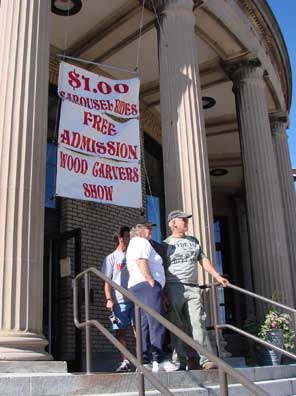 $1.00
CAROUSEL RIDES
FREE
ADMISSION
WOOD CARVERS
SHOW